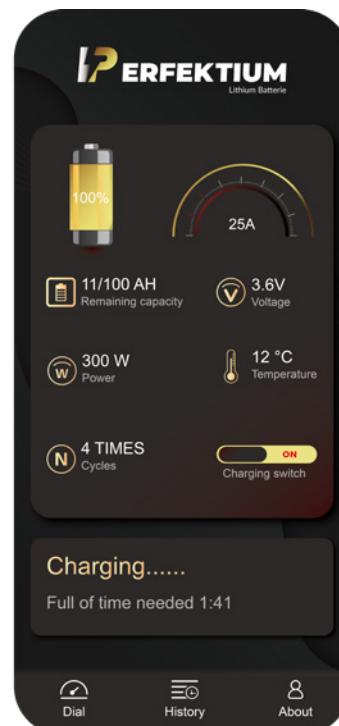 PERFEKTIUM
Lithium Batterie
100%
25A
11/100 AH
Remaining capacity
3.6V
Voltage
300 W
Power
12 °C
Temperature
N
4 TIMES
Cycles
ON
Charging switch
Charging......
Full of time needed 1:41
Dial
History
About